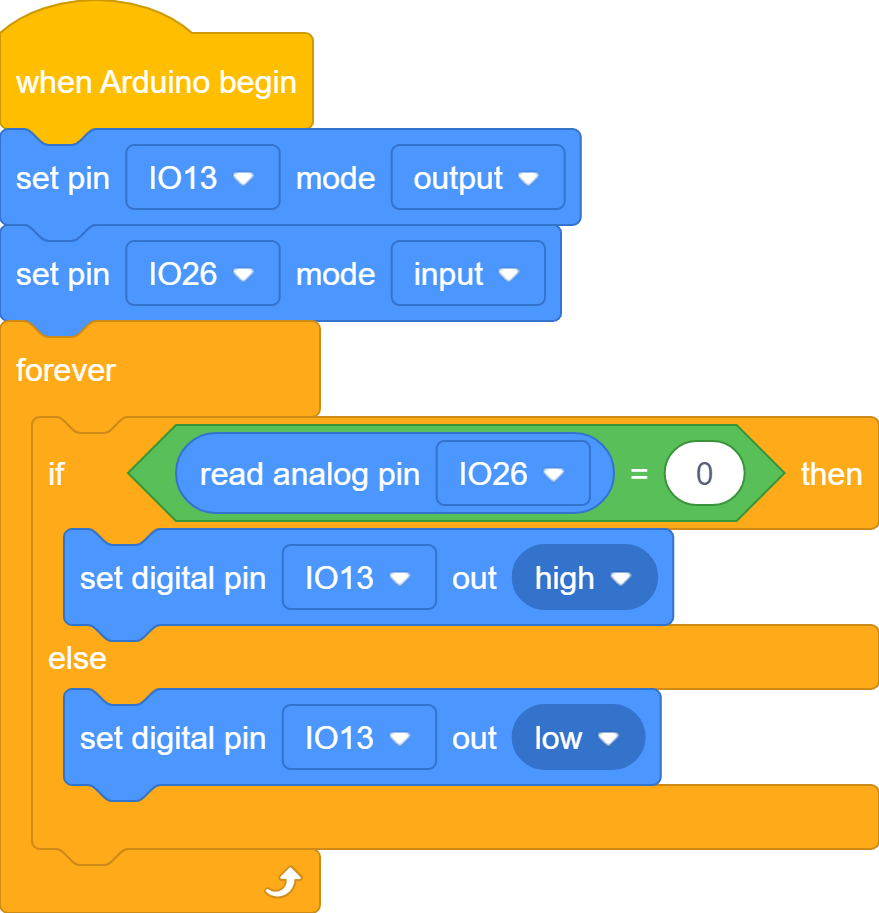 when Arduino begin
set pin IO13 mode output
set pin IO26 mode input
forever
if read analog pin IO26 = 0 then
set digital pin IO13 out high
else
set digital pin IO13 out low